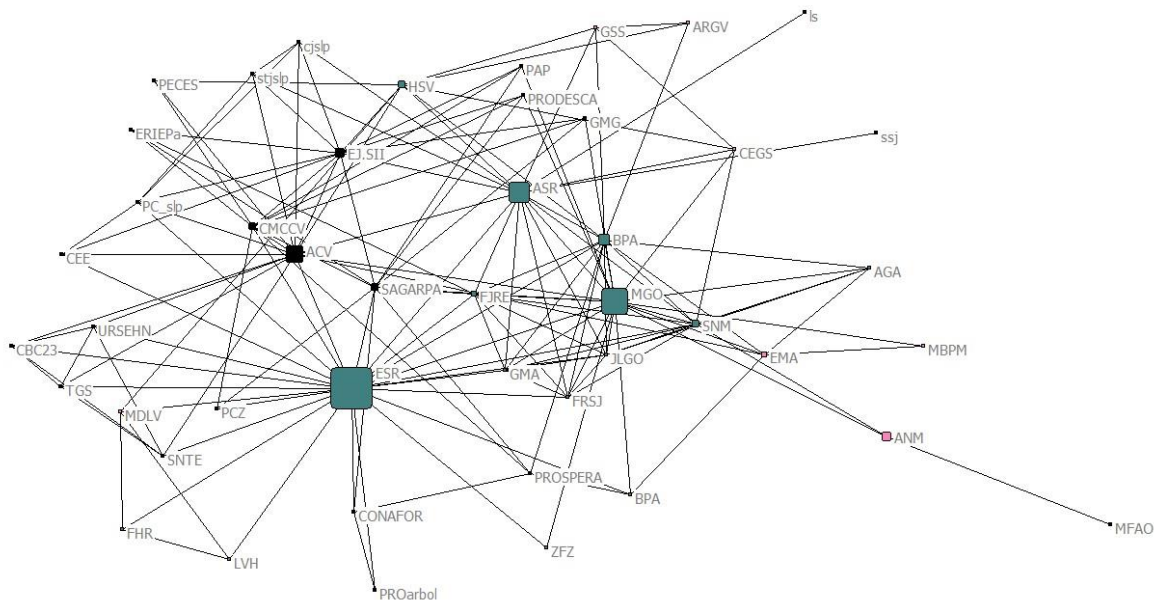 ls
ARGV
GSS
cjslp
stjslp
PAP
PECES
HSV
PRODESCA
GMG
ERIEPa
ssj
EJ.SII
CEGS
ASR
PC_slp
CMCCV
BPA
ACV
CEE
AGA
SAGARPA
FJRE
MGO
SNM
URSEHN
CBC23
MBPM
JLGO
EMA
ESR
GMA
TGS
FRSJ
MDLV
PCZ
ANM
SNTE
PROSPERA
BPA
CONAFOR
MFAO
FHR
ZFZ
LVH
PROarbol